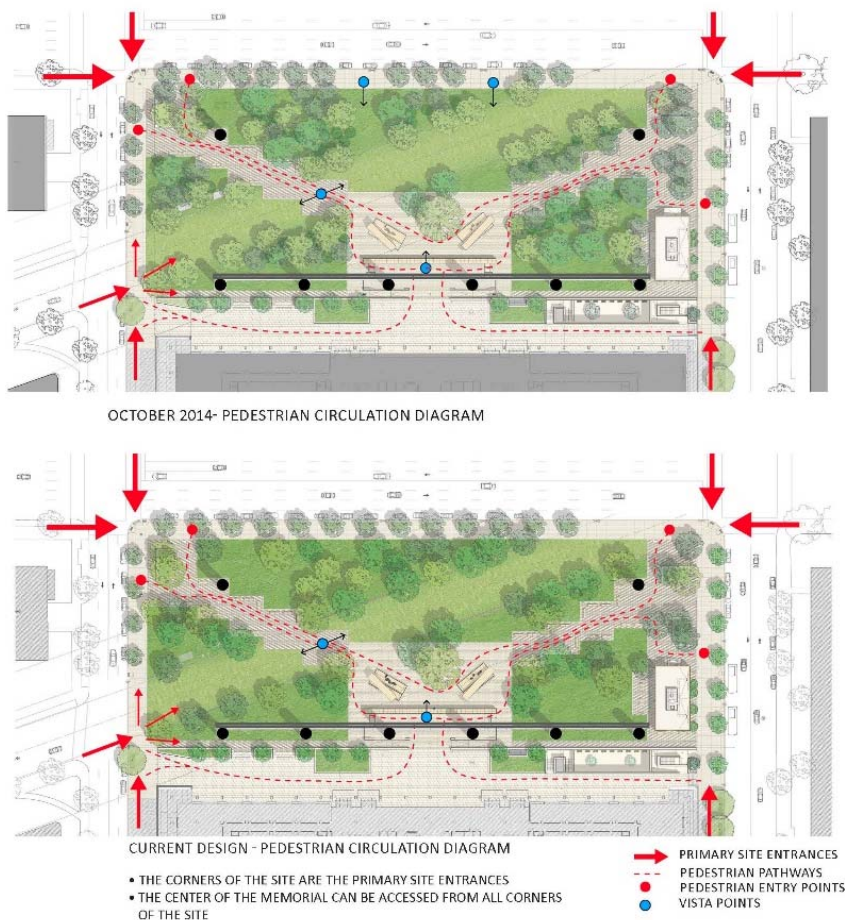 OCTOBER 2014- PEDESTRIAN CIRCULATION DIAGRAM
CURRENT DESIGN - PEDESTRIAN CIRCULATION DIAGRAM
• THE CORNERS OF THE SITE ARE THE PRIMARY SITE ENTRANCES
• THE CENTER OF THE MEMORIAL CAN BE ACCESSED FROM ALL CORNERS
OF THE SITE
PRIMARY SITE ENTRANCES
PEDESTRIAN PATHWAYS
PEDESTRIAN ENTRY POINTS
VISTA POINTS